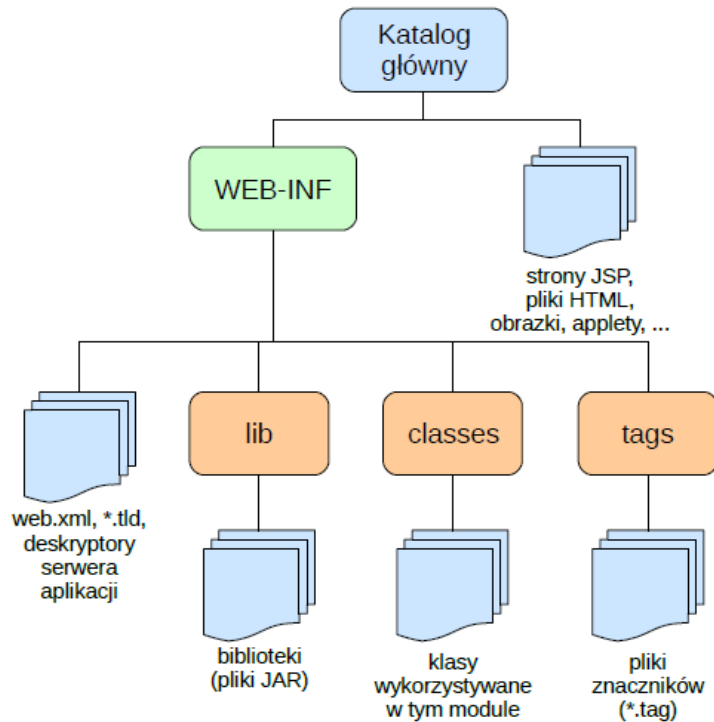 Katalog
główny
WEB-INF
strony JSP,
pliki HTML,
obrazki, applety, ...
lib
classes
tags
web.xml, *.tld,
deskryptory
serwera
aplikacji
biblioteki
(pliki JAR)
klasy
wykorzystywane
w tym module
pliki
znaczników
(*.tag)